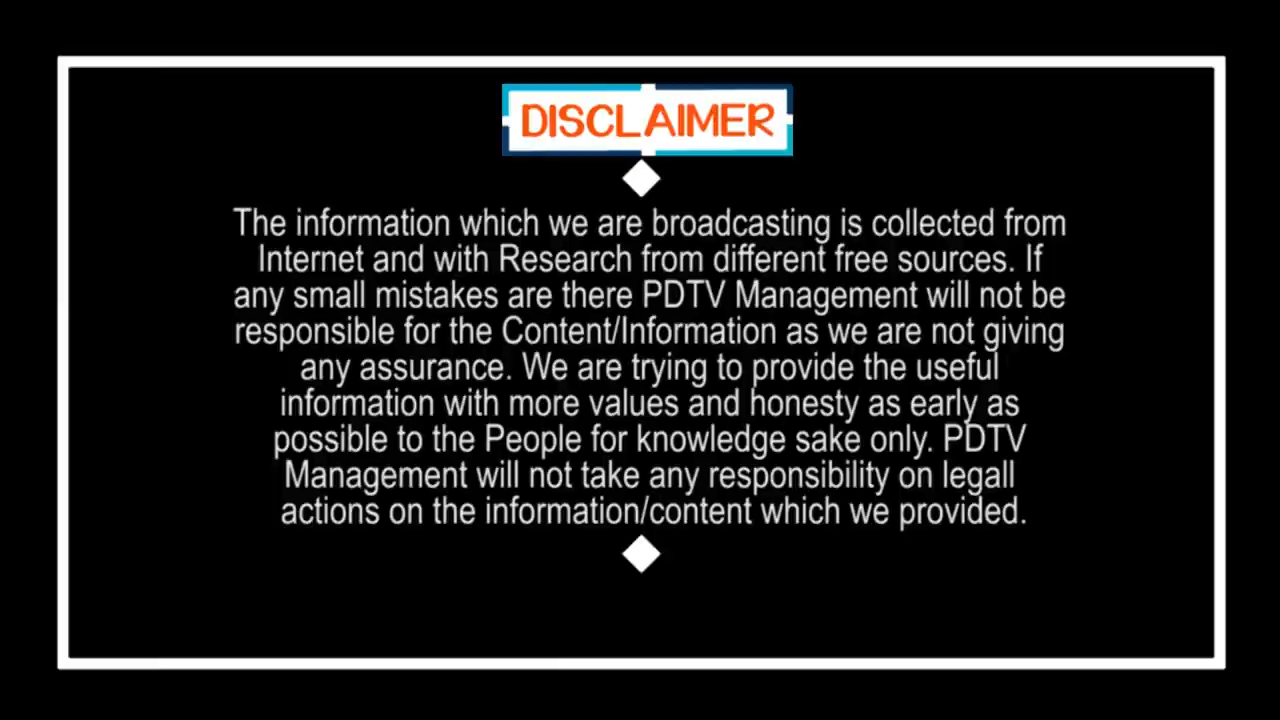 DISCLAIMER
The information which we are broadcasting is collected from
Internet and with Research from different free sources. If
any small mistakes are there PDTV Management will not be
responsible for the Content/Information as we are not giving
any assurance. We are trying to provide the useful
information with more values and honesty as early as
possible to the People for knowledge sake only. PDTV
Management will not take any responsibility on legall
actions on the information/content which we provided.